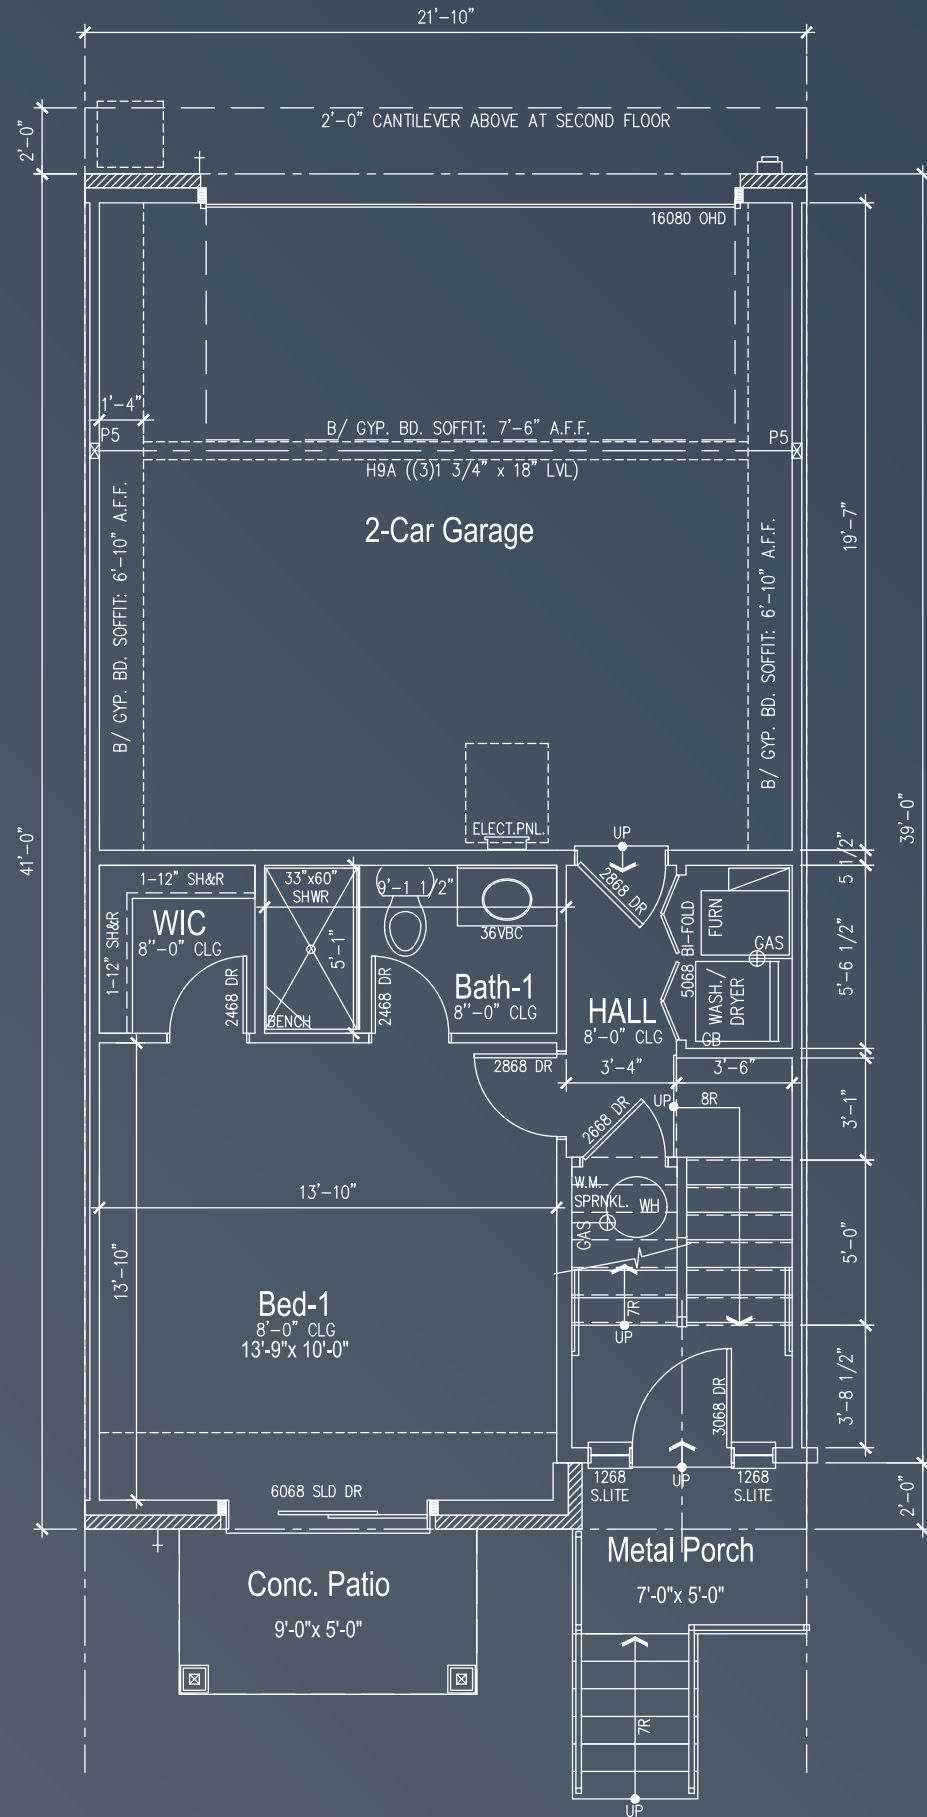 21'-10"
2'-0"
2'-0" CANTILEVER ABOVE AT SECOND FLOOR
16080 OHD
1'-4"
P5
B/ GYP. BD. SOFFIT: 7'-6" A.F.F.
P5
H9A ((3)1 3/4" x 18" LVL)
2-Car Garage
B/ GYP. BD. SOFFIT: 6'-10" A.F.F.
B/ GYP. BD. SOFFIT: 6'-10" A.F.F.
19'-7"
41'-0"
39'-0"
ELECT.PNL.
UP
5 1/2"
1-12" SH&R
33"x60"
SHWR
9'-1 1/2"
2868 DR
BI-FOLD
5068
FURN
GAS
5'-6 1/2"
WIC
8"-0" CLG
1-12" SH&R
2468 DR
5'-1"
BENCH
2468 DR
36VBC
Bath-1
8"-0" CLG
HALL
8'-0" CLG
WASH./
DRYER
GB
2868 DR
3'-4"
3'-6"
UP
8R
3'-1"
2668 DR
W.M.
SPRNKL.
WH
GAS
13'-10"
13'-10"
5'-0"
Bed-1
8'-0" CLG
13'-9"x 10'-0"
7R
UP
3'-8 1/2"
3068 DR
6068 SLD DR
1268
S.LITE
UP
1268
S.LITE
2'-0"
Metal Porch
7'-0"x 5'-0"
Conc. Patio
9'-0"x 5'-0"
7R
UP